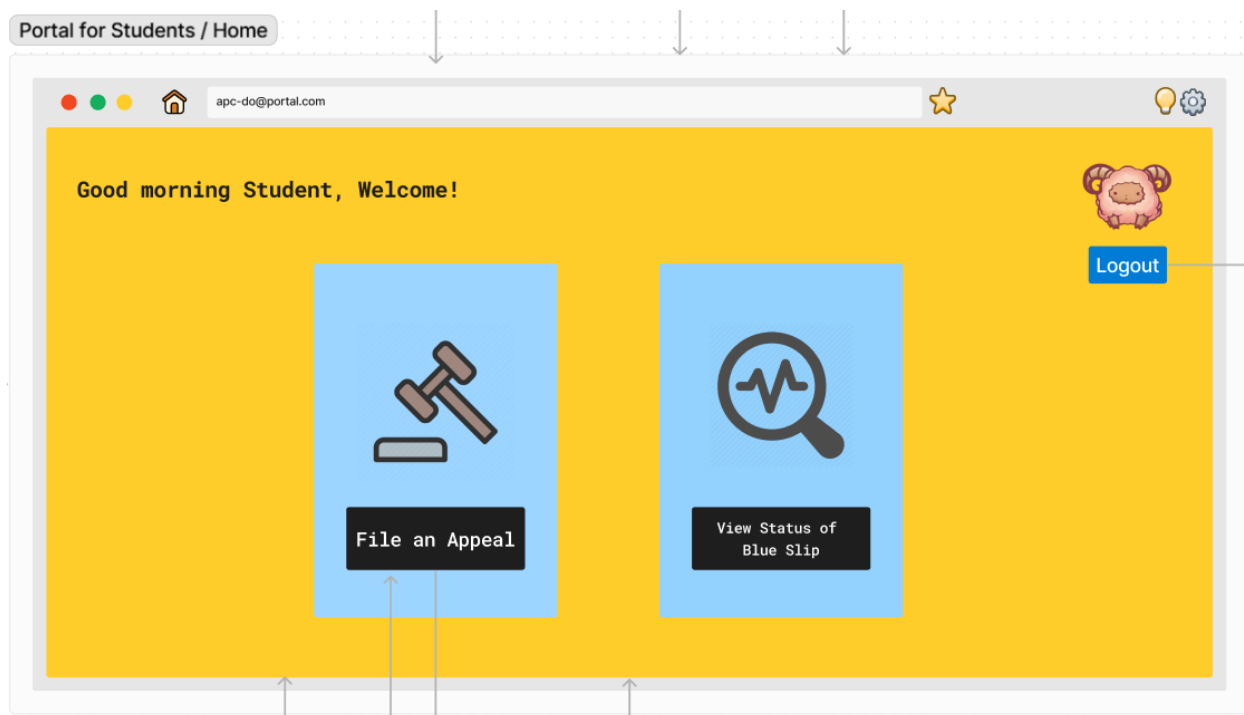 Portal for Students / Home
apc-do@portal.com
Good morning Student, Welcome!
Logout
File an Appeal
View Status of
Blue Slip